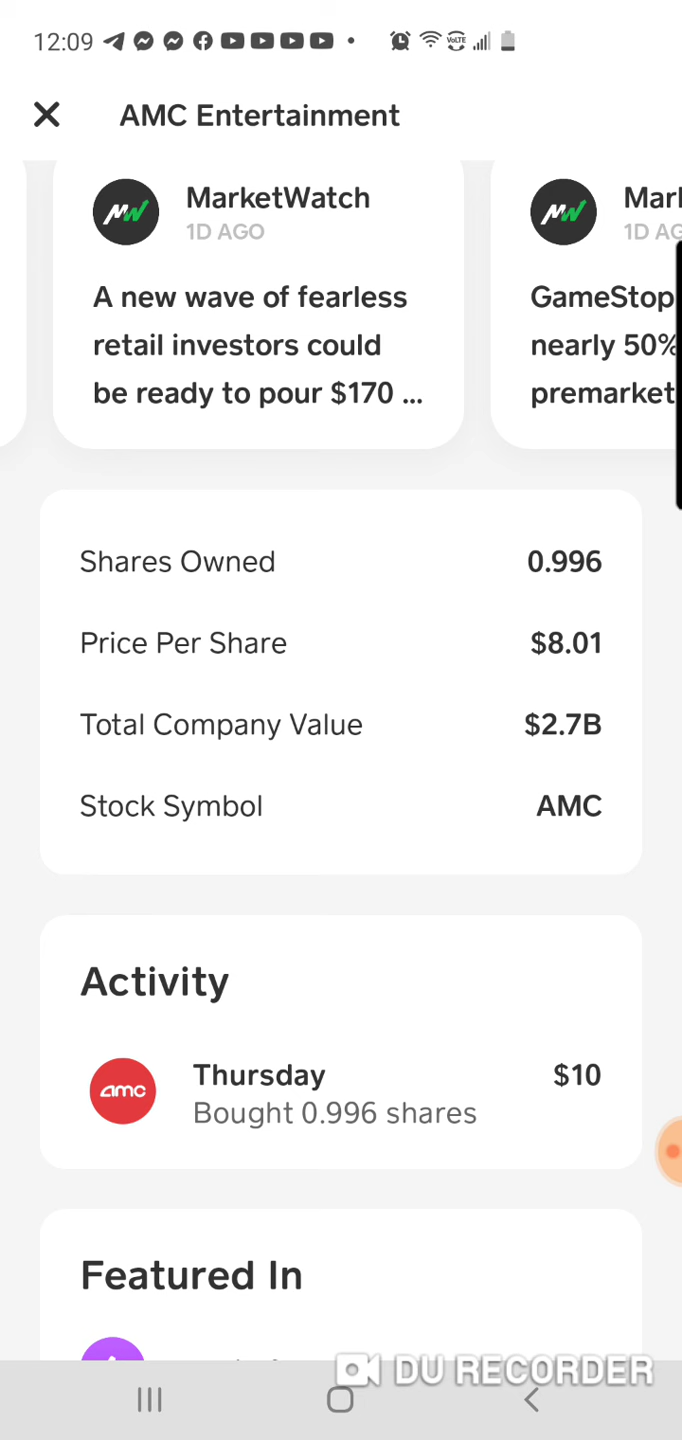 12:09
AMC Entertainment
MarketWatch
1D AGO
A new wave of fearless
retail investors could
be ready to pour $170 ...
1D
GameStop
nearly 50%
premarket
Shares Owned 0.996
Price Per Share $8.01
Total Company Value $2.7B
Stock Symbol AMC
Activity
amc
Thursday $10
Bought 0.996 shares
Featured In
DU RECORDER